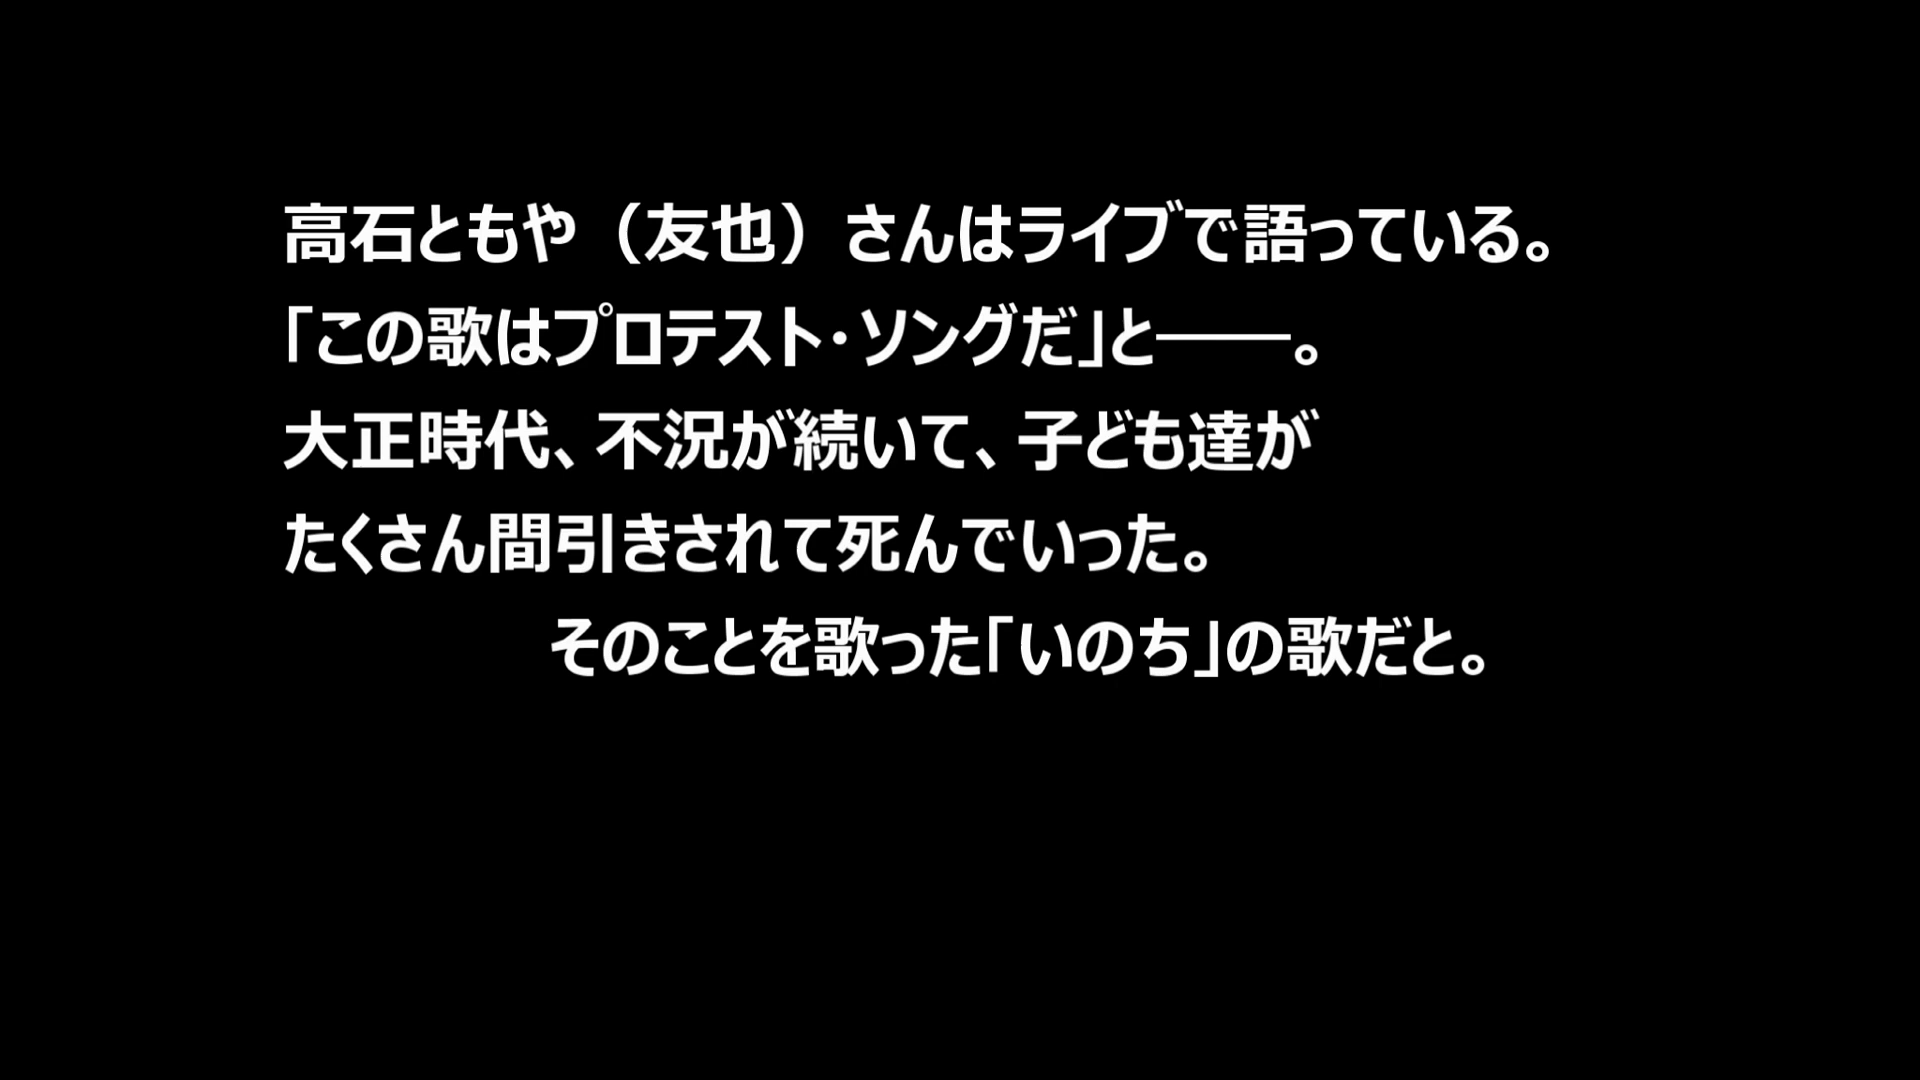 高石ともや（友也）さんはライブで語っている。
「この歌はプロテスト・ソングだ」と――。
大正時代、不況が続いて、子ども達が
たくさん間引きされて死んでいった。
そのことを歌った「いのち」の歌だと。